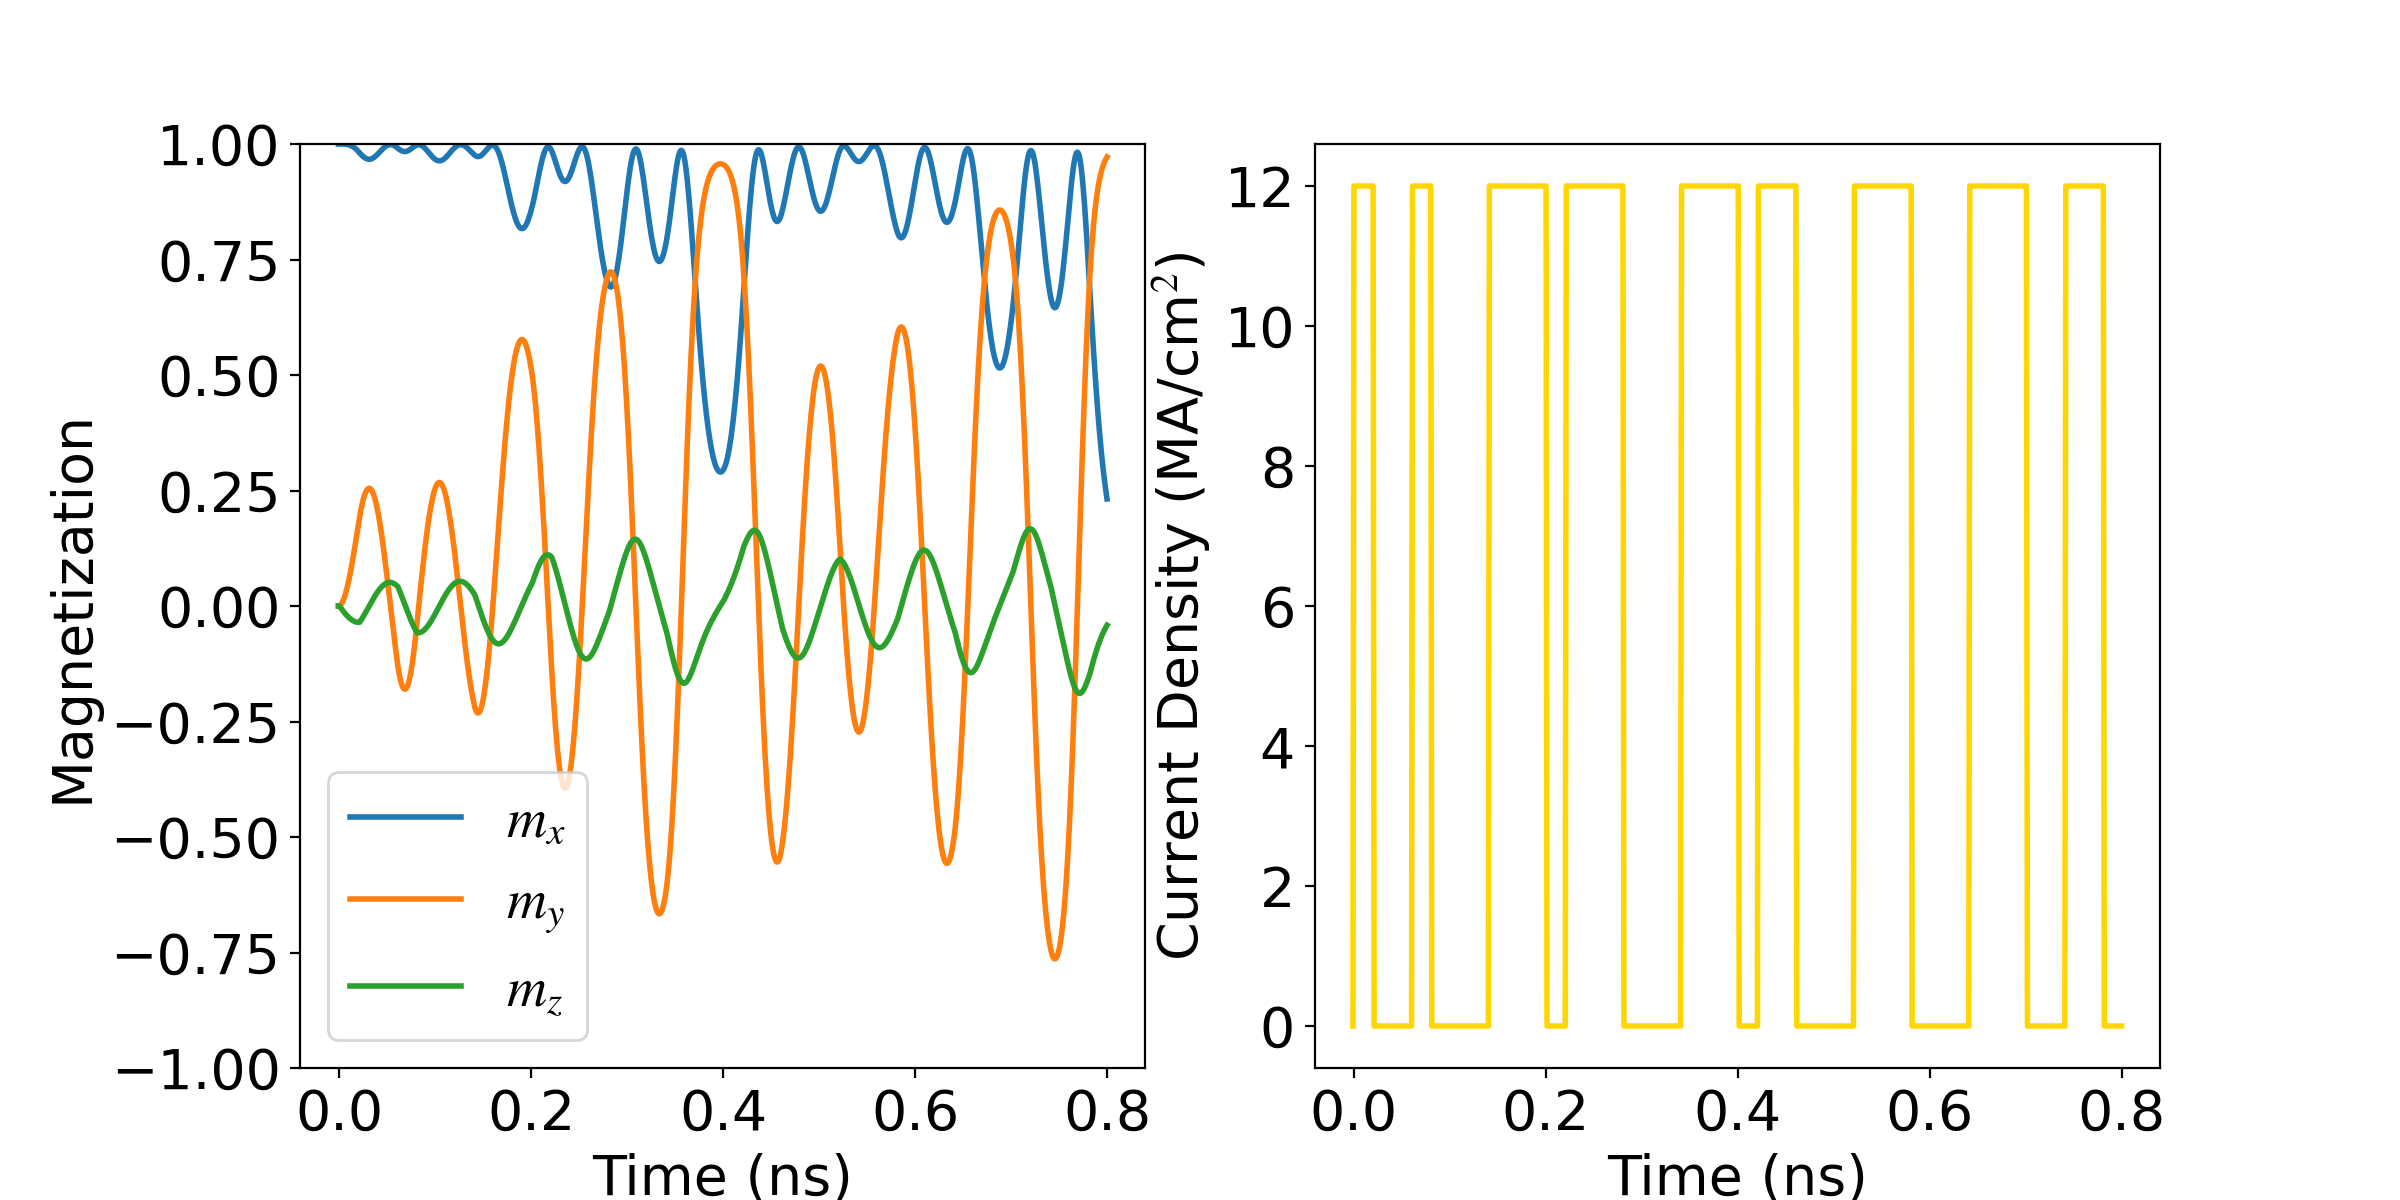 Magnetization
1.00
0.75
0.50
0.25
0.00
−0.25
−0.50
−0.75
−1.00
m_x
m_y
m_z
0.0 0.2 0.4 0.6 0.8
Time (ns)
Current Density (MA/cm²)
12
10
8
6
4
2
0
0.0 0.2 0.4 0.6 0.8
Time (ns)